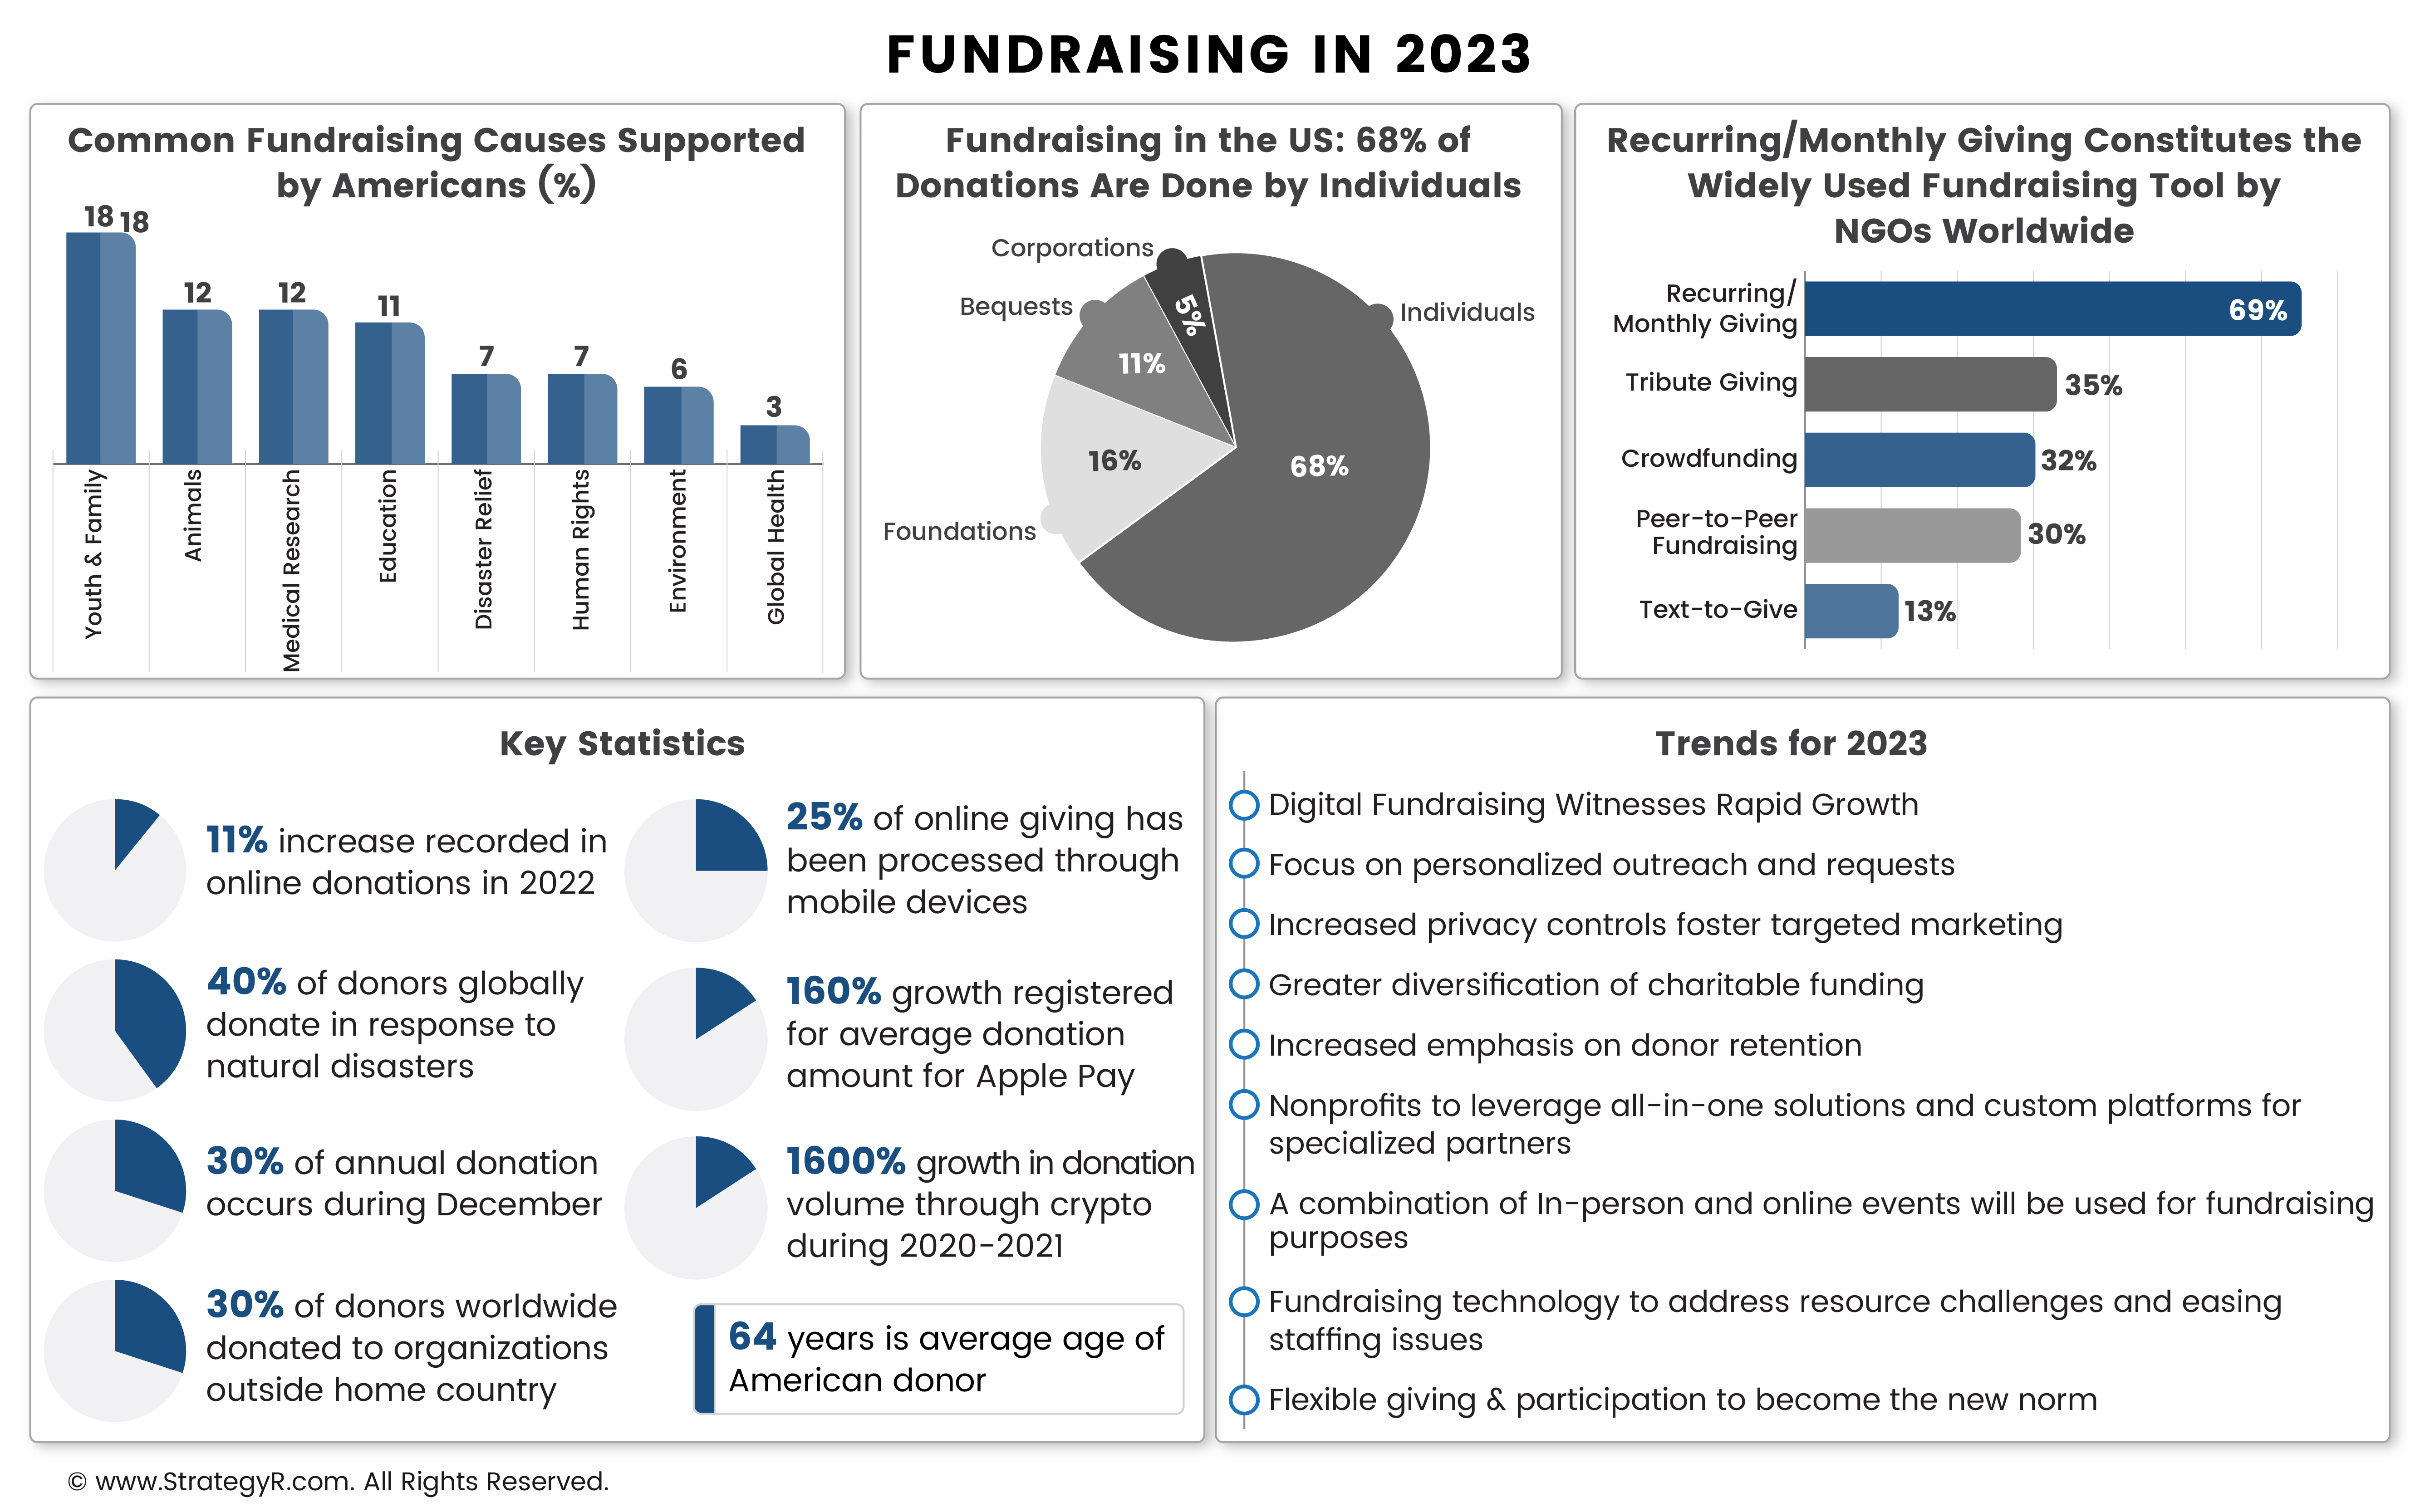 FUNDRAISING IN 2023
Common Fundraising Causes Supported
by Americans (%)
18 18
12
12
11
7
7
6
3
Youth & Family
Animals
Medical Research
Education
Disaster Relief
Human Rights
Environment
Global Health
Fundraising in the US: 68% of
Donations Are Done by Individuals
Corporations
Bequests
Individuals
Foundations
5%
11%
16%
68%
Recurring/Monthly Giving Constitutes the
Widely Used Fundraising Tool by
NGOs Worldwide
Recurring/
Monthly Giving
69%
Tribute Giving
35%
Crowdfunding
32%
Peer-to-Peer
Fundraising
30%
Text-to-Give
13%
Key Statistics
11% increase recorded in
online donations in 2022
40% of donors globally
donate in response to
natural disasters
30% of annual donation
occurs during December
30% of donors worldwide
donated to organizations
outside home country
25% of online giving has
been processed through
mobile devices
160% growth registered
for average donation
amount for Apple Pay
1600% growth in donation
volume through crypto
during 2020-2021
64 years is average age of
American donor
Trends for 2023
Digital Fundraising Witnesses Rapid Growth
Focus on personalized outreach and requests
Increased privacy controls foster targeted marketing
Greater diversification of charitable funding
Increased emphasis on donor retention
Nonprofits to leverage all-in-one solutions and custom platforms for
specialized partners
A combination of In-person and online events will be used for fundraising
purposes
Fundraising technology to address resource challenges and easing
staffing issues
Flexible giving & participation to become the new norm
© www.StrategyR.com. All Rights Reserved.